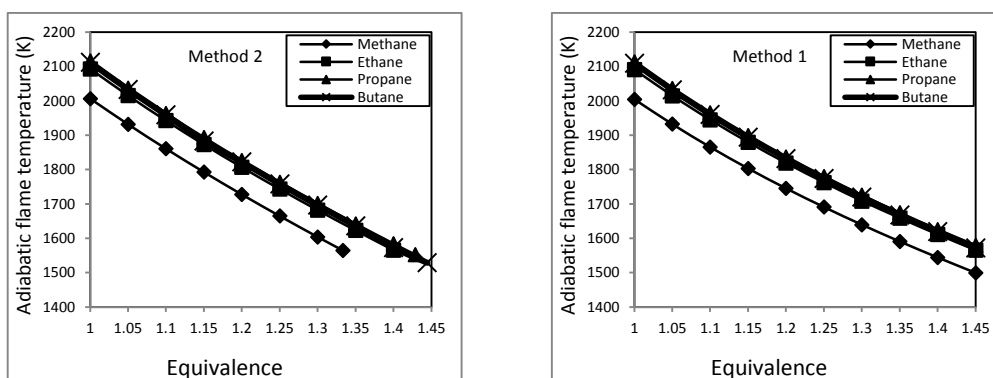 Method 2
Methane
Ethane
Propane
Butane
Adiabatic flame temperature (K)
2200
2100
2000
1900
1800
1700
1600
1500
1400
1 1.05 1.1 1.15 1.2 1.25 1.3 1.35 1.4 1.45
Equivalence
Method 1
Methane
Ethane
Propane
Butane
Adiabatic flame temperature (K)
2200
2100
2000
1900
1800
1700
1600
1500
1400
1 1.05 1.1 1.15 1.2 1.25 1.3 1.35 1.4 1.45
Equivalence